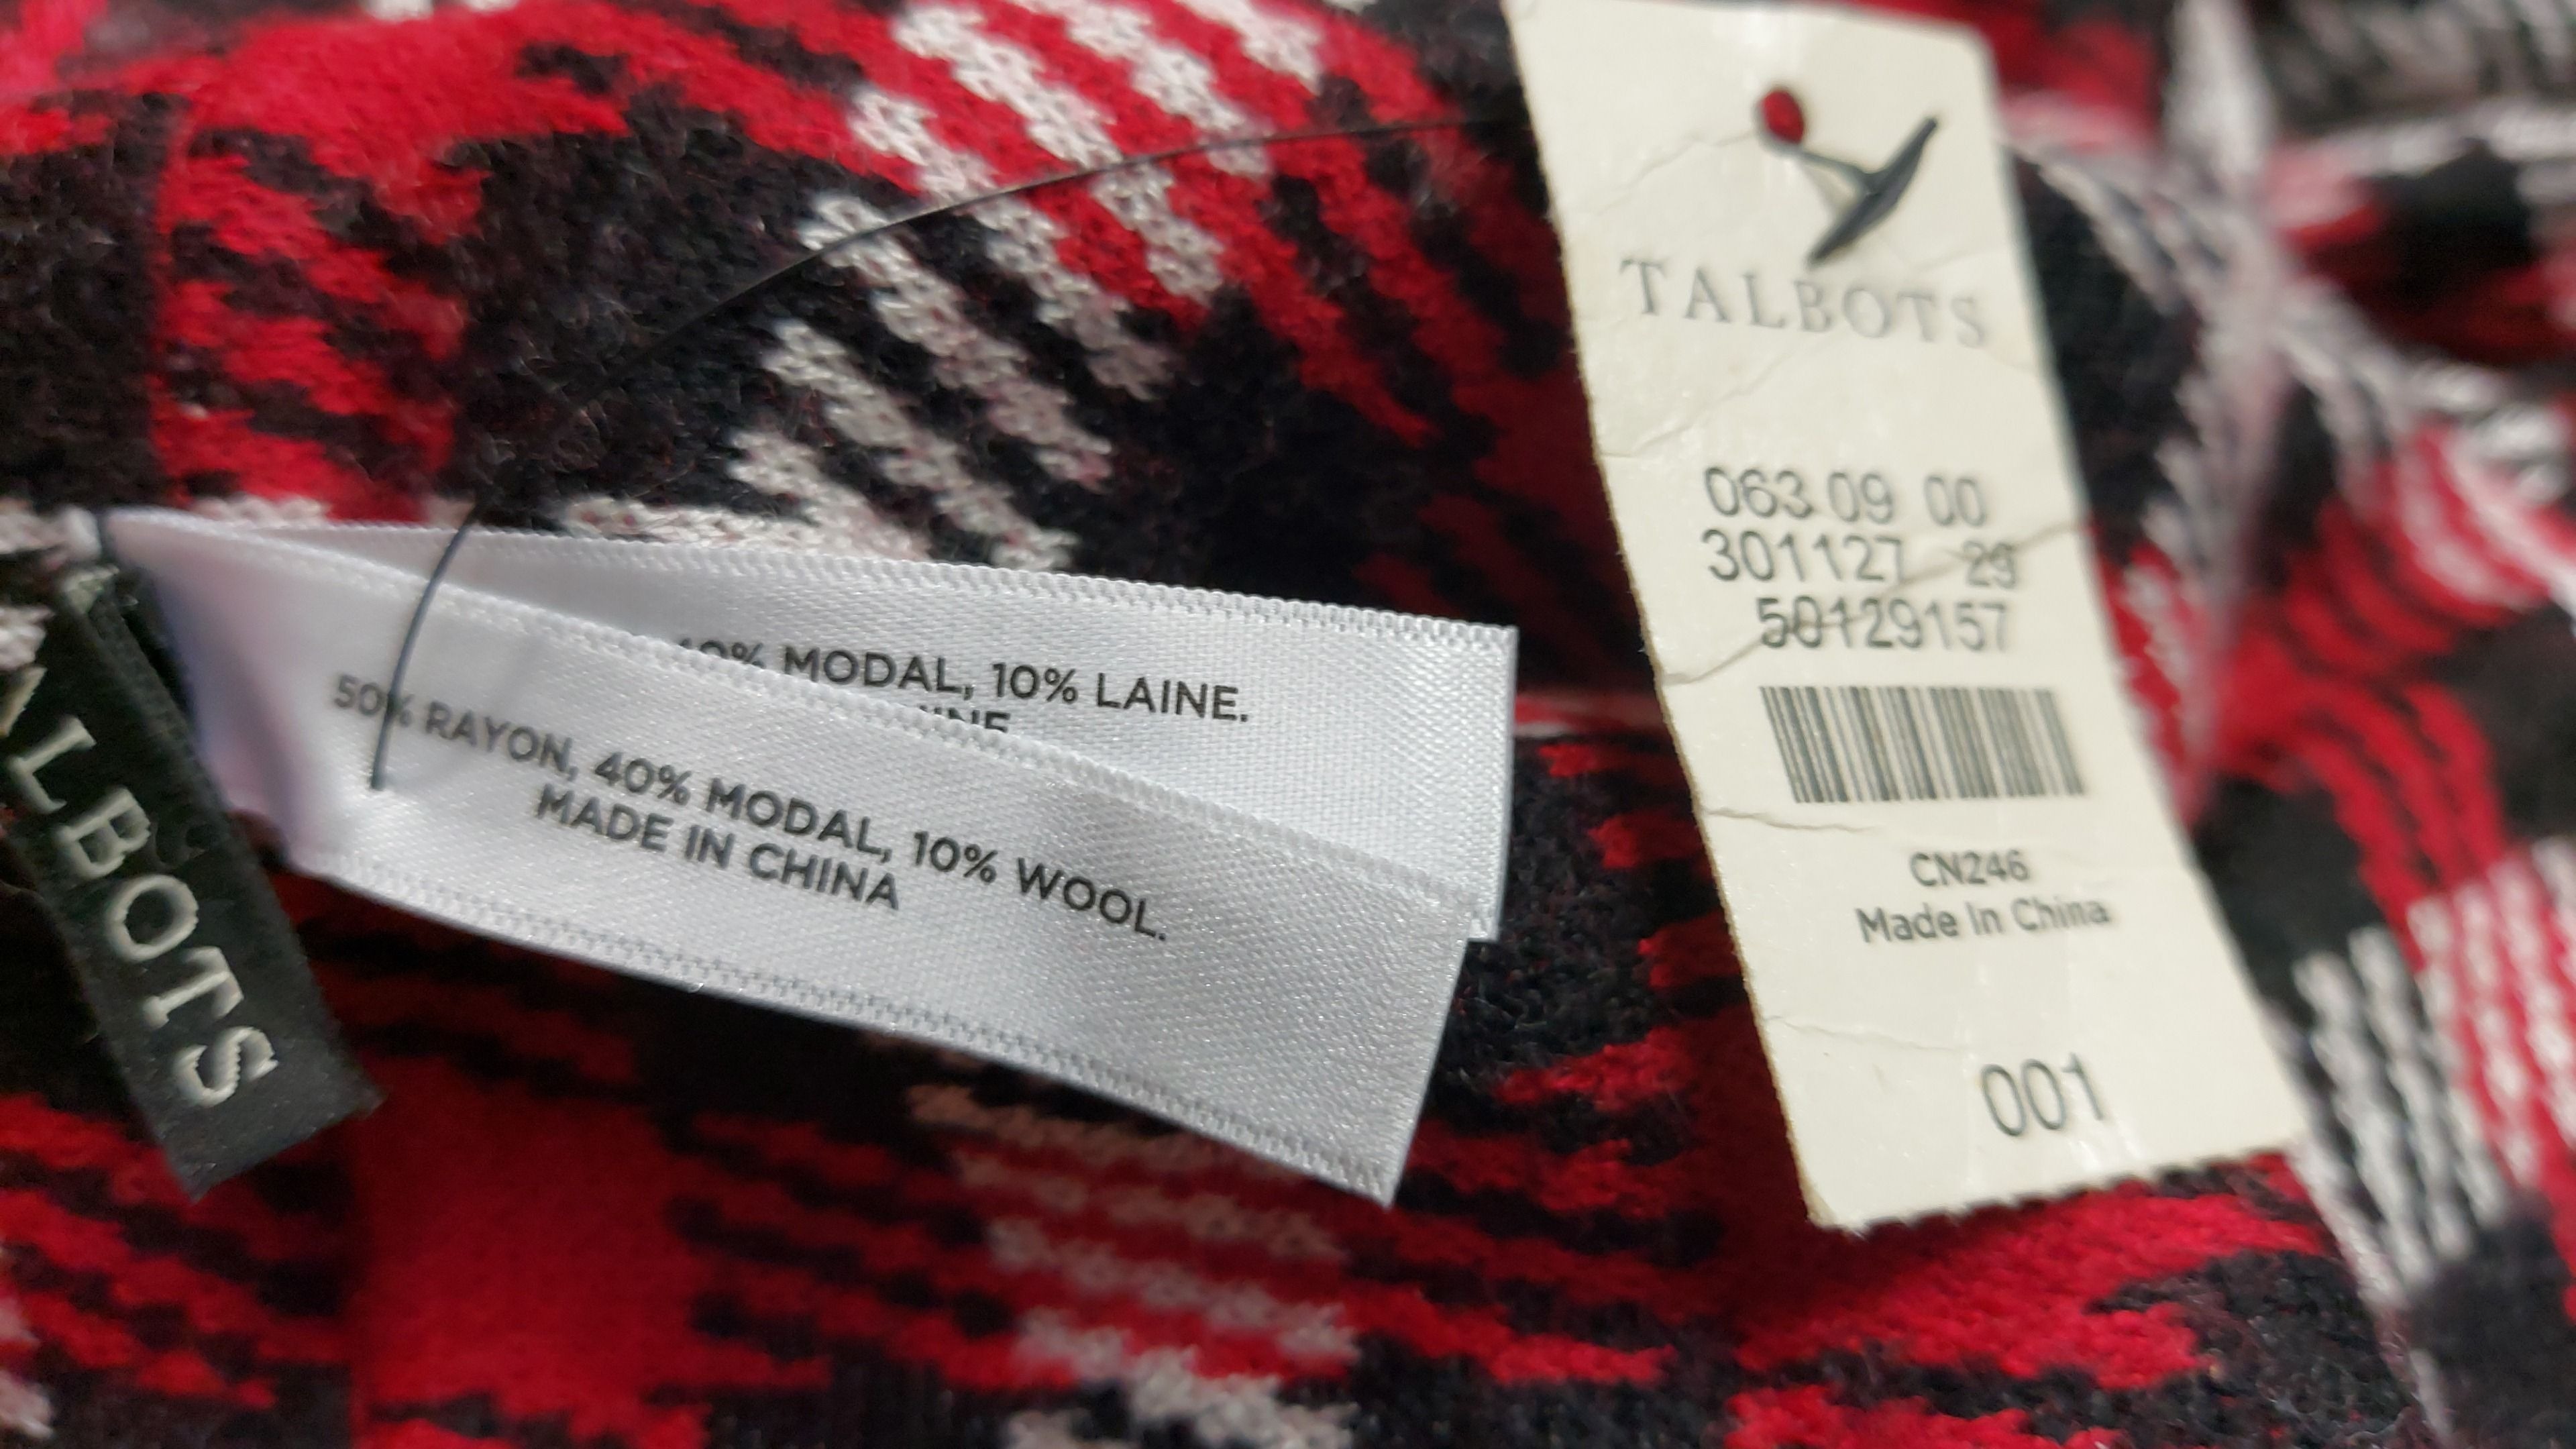 TALBOTS
063 09 00
301127 29
50129157
CN246
Made In China
001
% MODAL, 10% LAINE.
50% RAYON, 40% MODAL, 10% WOOL.
MADE IN CHINA
ALBOTS